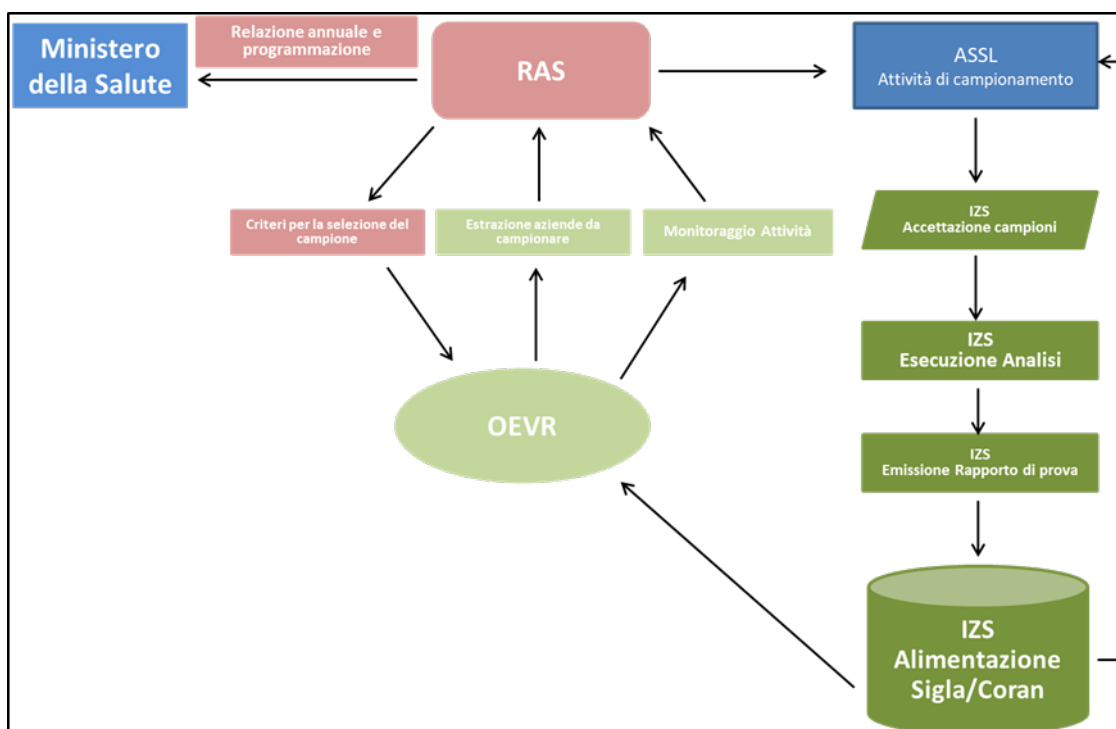 Ministero
della Salute
Relazione annuale e
programmazione
RAS
ASSL
Attività di campionamento
Criteri per la selezione del
campione
Estrazione aziende da
campionare
Monitoraggio Attività
IZS
Accettazione campioni
IZS
Esecuzione Analisi
OEVR
IZS
Emissione Rapporto di prova
IZS
Alimentazione
Sigla/Coran